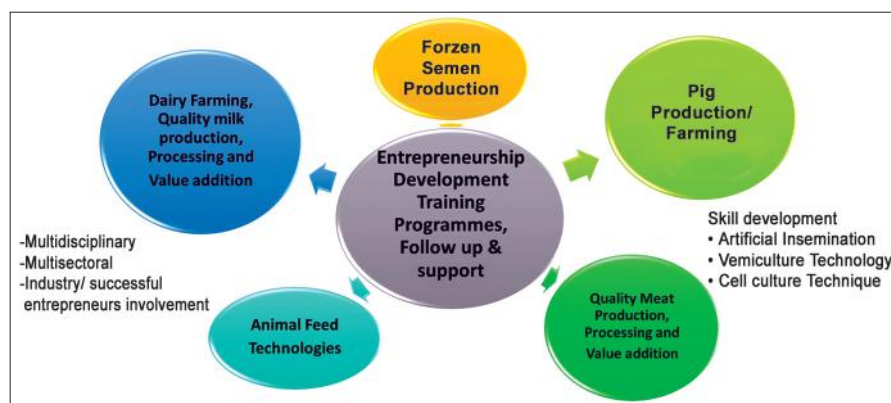 Forzen
Semen
Production
Dairy Farming,
Quality milk
production,
Processing and
Value addition
Pig
Production/
Farming
Entrepreneurship
Development
Training
Programmes,
Follow up &
support
-Multidisciplinary
-Multisectoral
-Industry/ successful
entrepreneurs involvement
Skill development
• Artificial Insemination
• Vemiculture Technology
• Cell culture Technique
Animal Feed
Technologies
Quality Meat
Production,
Processing and
Value addition